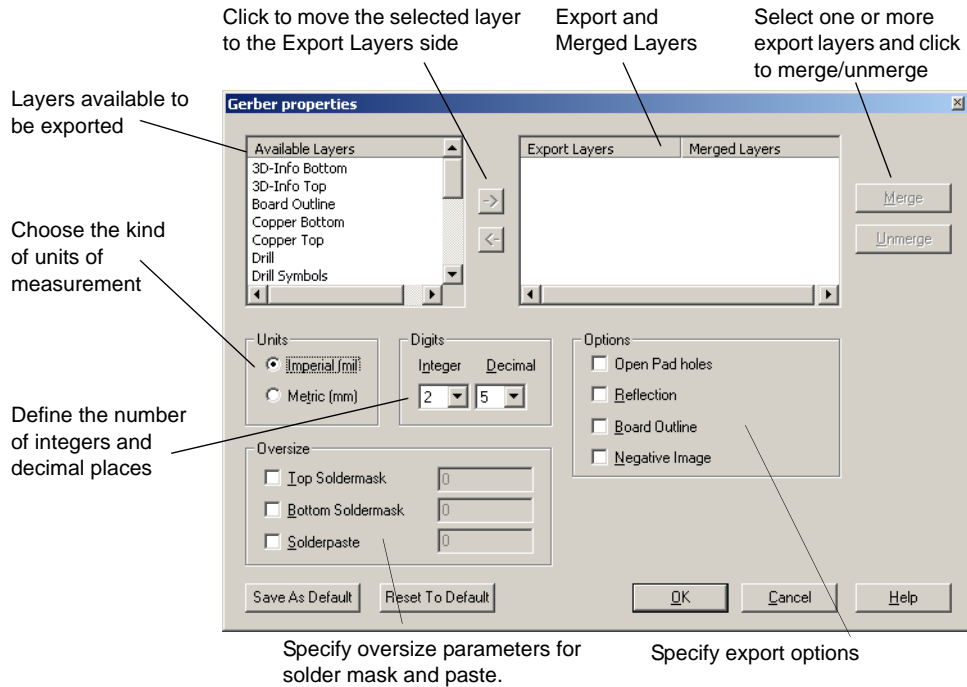 Click to move the selected layer
to the Export Layers side
Export and
Merged Layers
Select one or more
export layers and click
to merge/unmerge
Layers available to
be exported
Gerber properties
Available Layers
3D-Info Bottom
3D-Info Top
Board Outline
Copper Bottom
Copper Top
Drill
Drill Symbols
->
<-
Export Layers
Merged Layers
Merge
Unmerge
Choose the kind
of units of
measurement
Units
Imperial (mil)
Metric (mm)
Digits
Integer
Decimal
2
5
Options
Open Pad holes
Reflection
Board Outline
Negative Image
Define the number
of integers and
decimal places
Oversize
Top Soldermask
0
Bottom Soldermask
0
Solderpaste
0
Save As Default
Reset To Default
OK
Cancel
Help
Specify oversize parameters for
solder mask and paste.
Specify export options